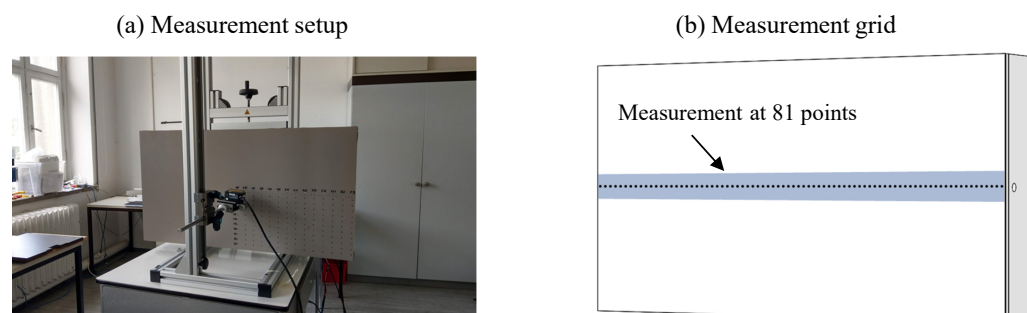 (a) Measurement setup
(b) Measurement grid
Measurement at 81 points